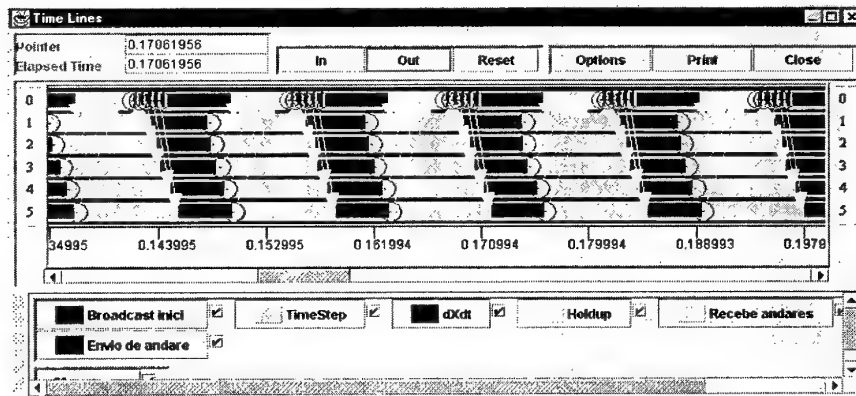 Time Lines
Pointer 0.17061956
Elapsed Time 0.17061956
In Out Reset Options Print Close
0 0
1 1
2 2
3 3
4 4
5 5
34995 0.143995 0.152995 0.161994 0.170994 0.179994 0.188993 0.1979
Broadcast inici TimeStep dXdt Holdup Recebe andares
Envio de andare